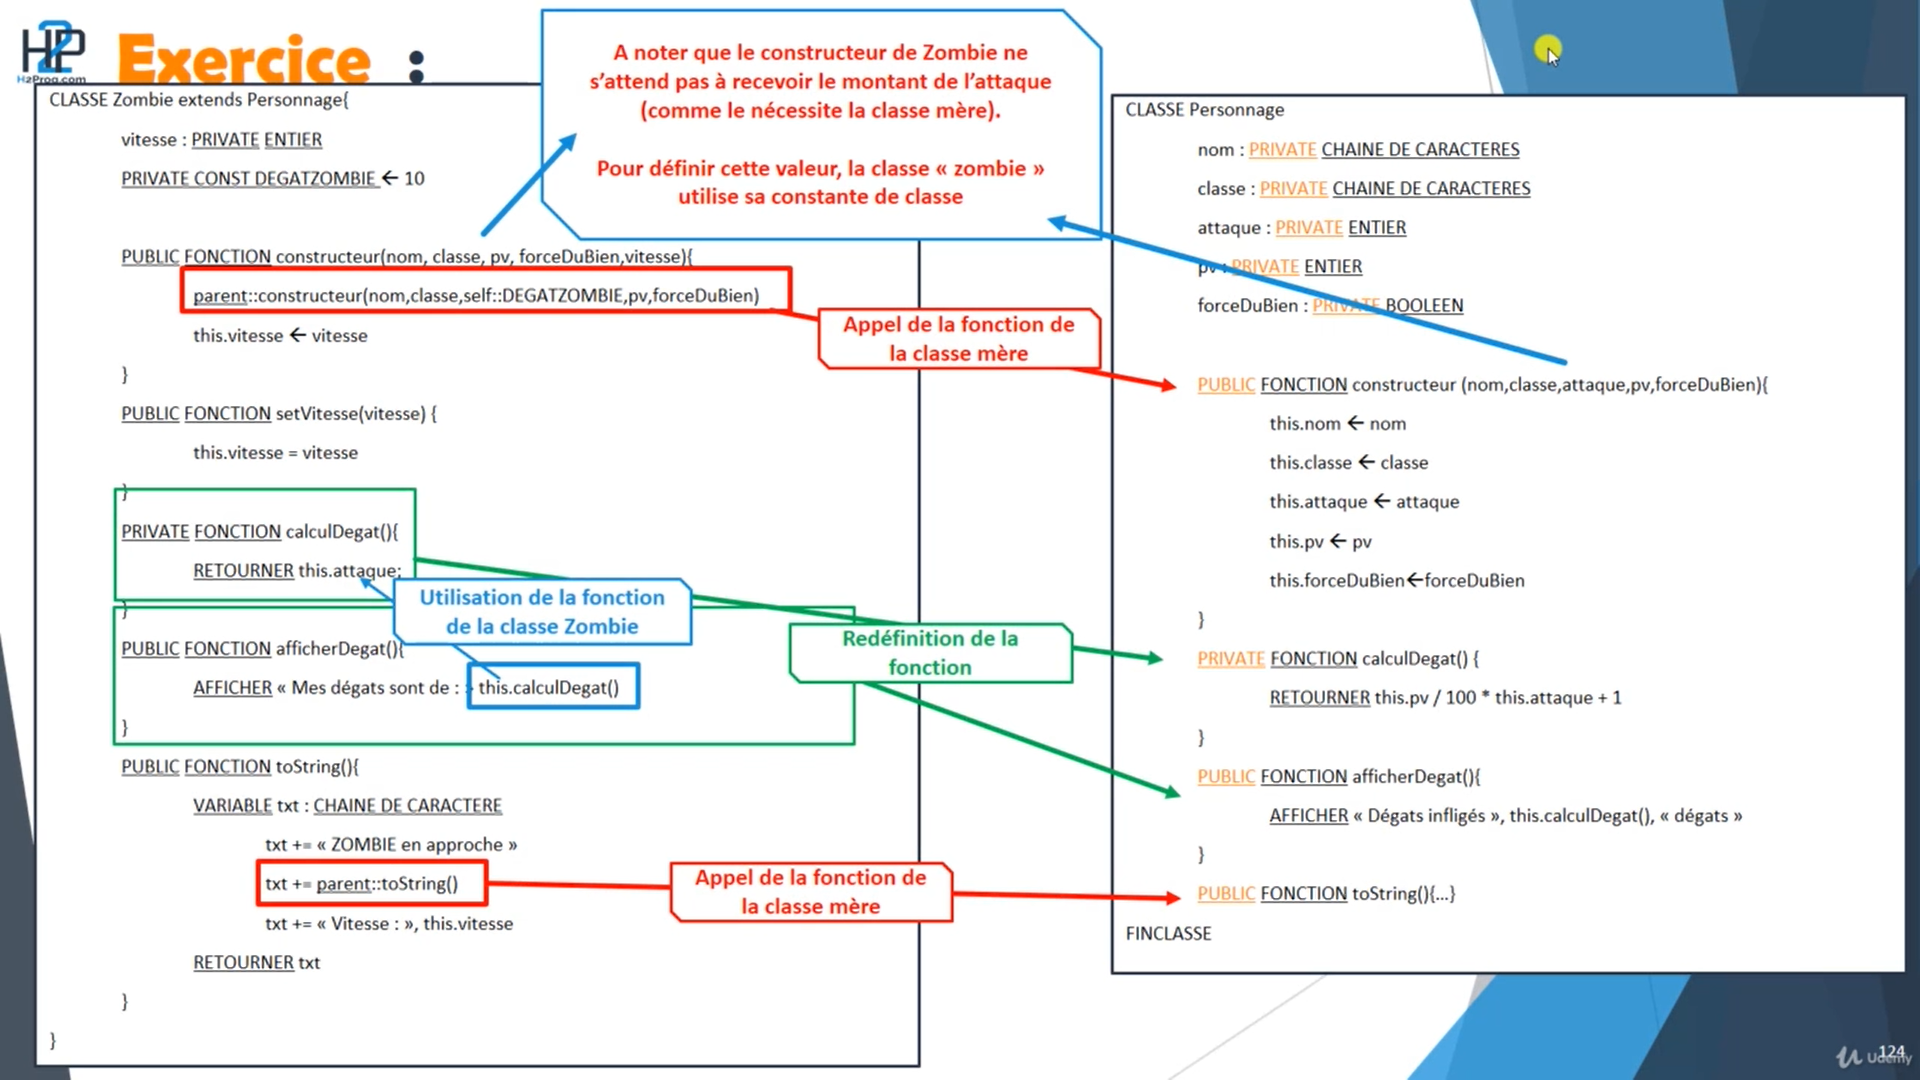 H2P
H2Prog.com
Exercice :
A noter que le constructeur de Zombie ne
s'attend pas à recevoir le montant de l'attaque
(comme le nécessite la classe mère).
Pour définir cette valeur, la classe « zombie »
utilise sa constante de classe
CLASSE Zombie extends Personnage{
vitesse : PRIVATE ENTIER
PRIVATE CONST DEGATZOMBIE ← 10
PUBLIC FONCTION constructeur(nom, classe, pv, forceDuBien,vitesse){
parent::constructeur(nom,classe,self::DEGATZOMBIE,pv,forceDuBien)
this.vitesse ← vitesse
}
PUBLIC FONCTION setVitesse(vitesse) {
this.vitesse = vitesse
}
PRIVATE FONCTION calculDegat(){
RETOURNER this.attaque;
}
PUBLIC FONCTION afficherDegat(){
AFFICHER « Mes dégats sont de : » this.calculDegat()
}
PUBLIC FONCTION toString(){
VARIABLE txt : CHAINE DE CARACTERE
txt += « ZOMBIE en approche »
txt += parent::toString()
txt += « Vitesse : », this.vitesse
RETOURNER txt
}
}
Appel de la fonction de
la classe mère
Utilisation de la fonction
de la classe Zombie
Redéfinition de la
fonction
Appel de la fonction de
la classe mère
CLASSE Personnage
nom : PRIVATE CHAINE DE CARACTERES
classe : PRIVATE CHAINE DE CARACTERES
attaque : PRIVATE ENTIER
pv : PRIVATE ENTIER
forceDuBien : PRIVATE BOOLEEN
PUBLIC FONCTION constructeur (nom,classe,attaque,pv,forceDuBien){
this.nom ← nom
this.classe ← classe
this.attaque ← attaque
this.pv ← pv
this.forceDuBien←forceDuBien
}
PRIVATE FONCTION calculDegat() {
RETOURNER this.pv / 100 * this.attaque + 1
}
PUBLIC FONCTION afficherDegat(){
AFFICHER « Dégats infligés », this.calculDegat(), « dégats »
}
PUBLIC FONCTION toString(){...}
FINCLASSE
124
Udemy